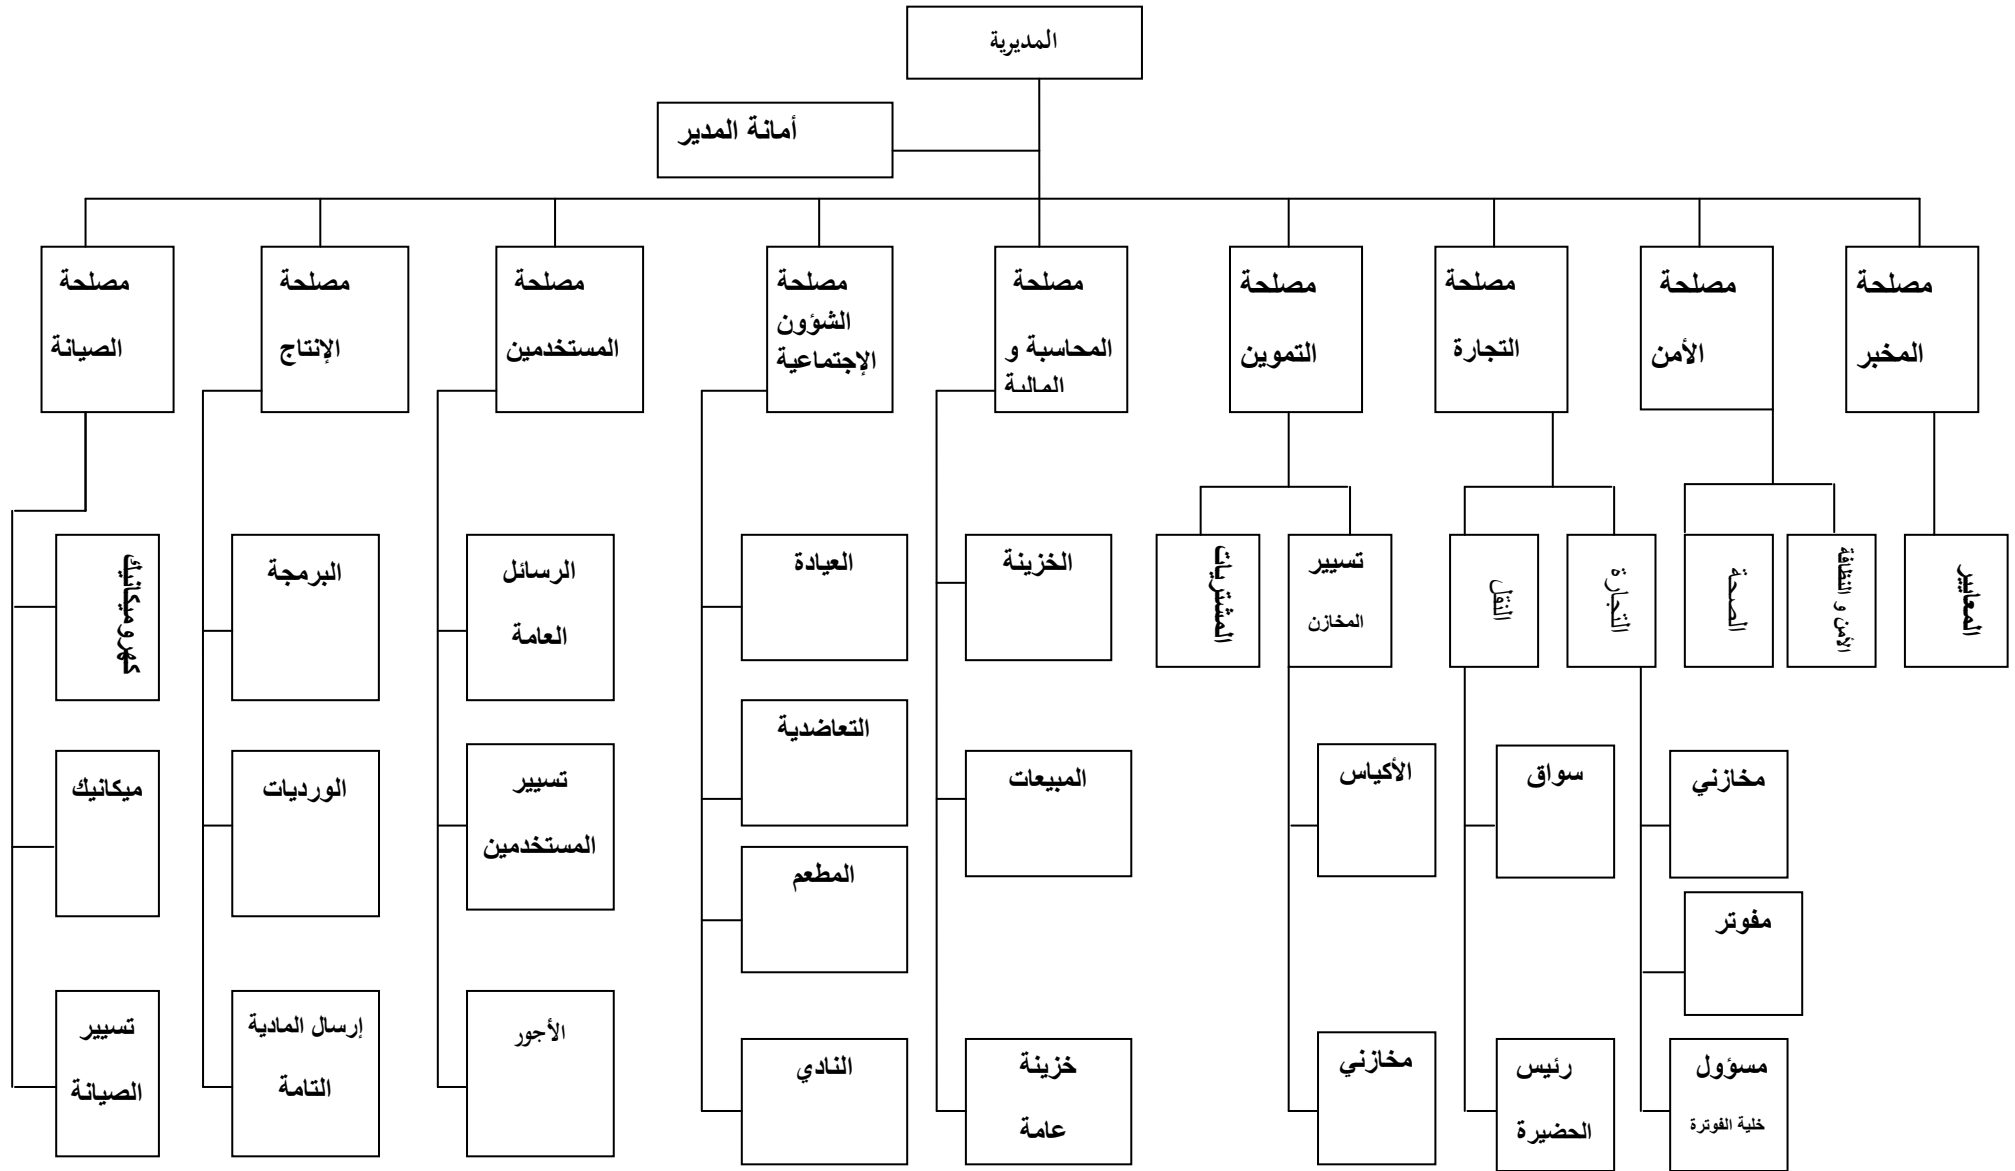 المديرية
أمانة المدير
مصلحة
المخبر
مصلحة
الأمن
مصلحة
التجارة
مصلحة
التموين
مصلحة
المحاسبة و
المالية
مصلحة
الشؤون
الإجتماعية
مصلحة
المستخدمين
مصلحة
الإنتاج
مصلحة
الصيانة
المعايير
الأمن و النظافة
الصحة
التجارة
النقل
تسيير
المخازن
المشتريات
الخزينة
العيادة
الرسائل
العامة
البرمجة
كهروميكانيك
التعاضدية
مخازني
سواق
الأكياس
المبيعات
تسيير
المستخدمين
الورديات
ميكانيك
المطعم
مفوتر
مسؤول
خلية الفوترة
رئيس
الحضيرة
مخازني
خزينة
عامة
النادي
الأجور
إرسال المادية
التامة
تسيير
الصيانة